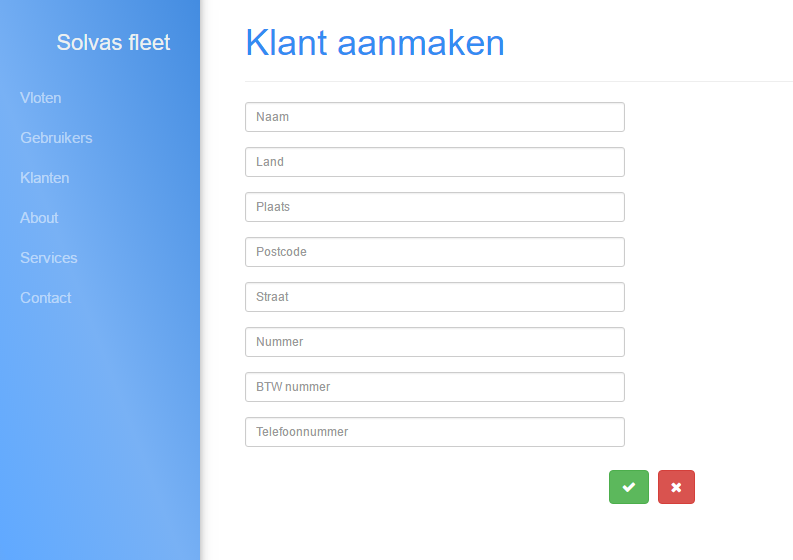 Solvas fleet
Vloten
Gebruikers
Klanten
About
Services
Contact
Klant aanmaken
Naam
Land
Plaats
Postcode
Straat
Nummer
BTW nummer
Telefoonnummer